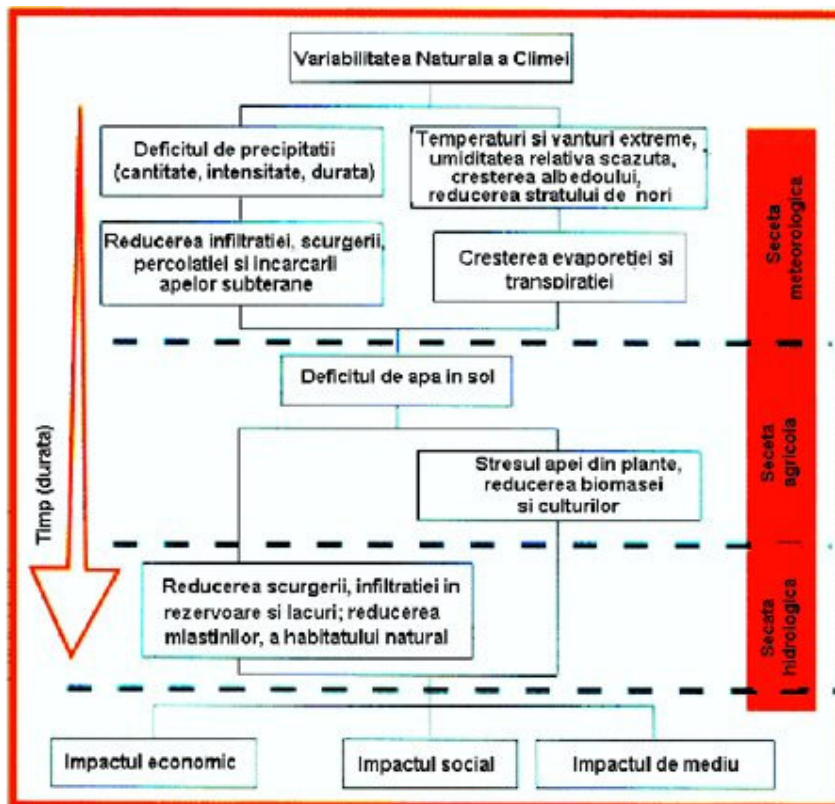 Variabilitatea Naturala a Climei
Deficitul de precipitatii
(cantitate, intensitate, durata)
Temperaturi si vanturi extreme,
umiditatea relativa scazuta,
cresterea albedoului,
reducerea stratului de nori
Reducerea infiltratiei, scurgerii,
percolatiei si incarcarii
apelor subterane
Cresterea evaporetiei si
transpiratiei
Seceta
meteorologica
Deficitul de apa in sol
Stresul apei din plante,
reducerea biomasei
si culturilor
Seceta
agricola
Timp (durata)
Reducerea scurgerii, infiltratiei in
rezervoare si lacuri; reducerea
mlastinilor, a habitatului natural
Secata
hidrologica
Impactul economic
Impactul social
Impactul de mediu